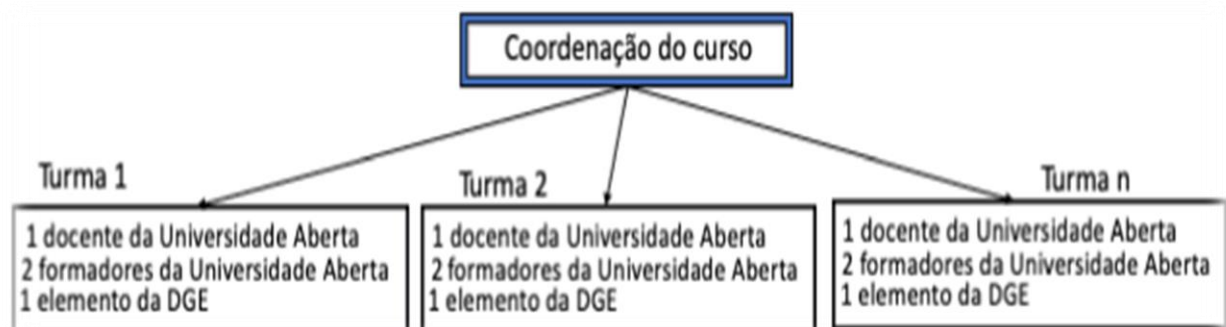 Coordenação do curso
Turma 1
1 docente da Universidade Aberta
2 formadores da Universidade Aberta
1 elemento da DGE
Turma 2
1 docente da Universidade Aberta
2 formadores da Universidade Aberta
1 elemento da DGE
Turma n
1 docente da Universidade Aberta
2 formadores da Universidade Aberta
1 elemento da DGE